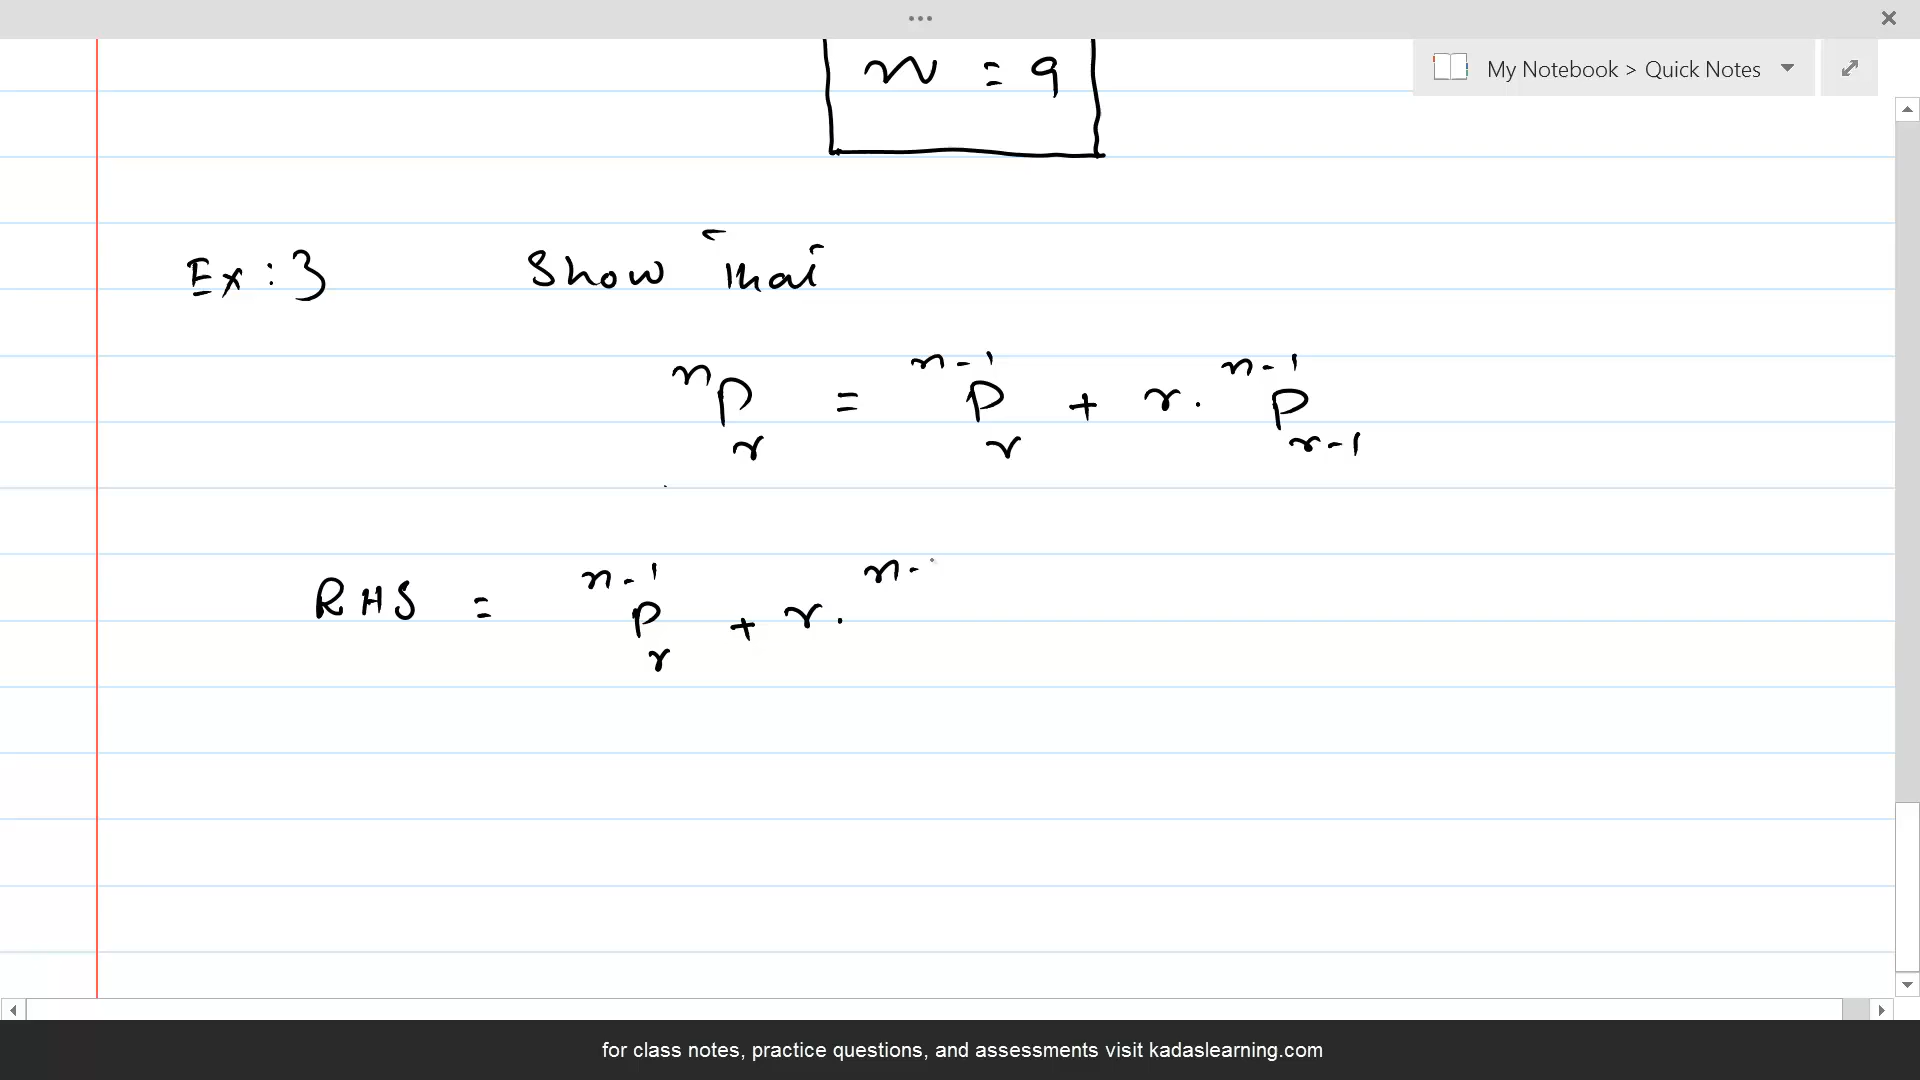 ...
n = 9
My Notebook > Quick Notes
Ex : 3 Show that
ⁿPᵣ = ⁿ⁻¹Pᵣ + r. ⁿ⁻¹Pᵣ₋₁
RHS = ⁿ⁻¹Pᵣ + r. ⁿ⁻
for class notes, practice questions, and assessments visit kadaslearning.com